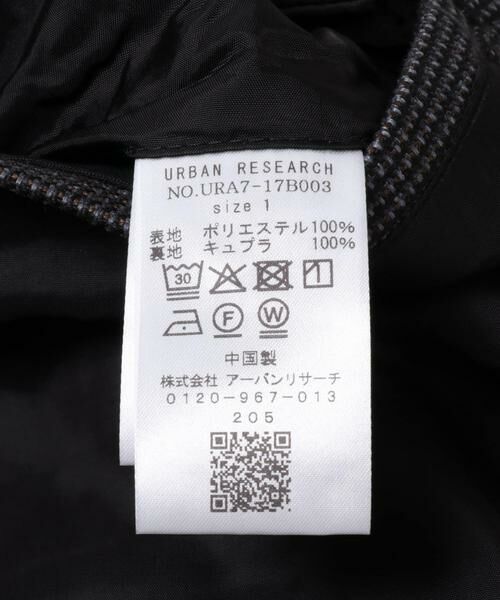 URBAN RESEARCH
NO.URA7-17B003
size 1
表地 ポリエステル100%
裏地 キュプラ 100%
30
F W
中国製
株式会社 アーバンリサーチ
0120-967-013
205